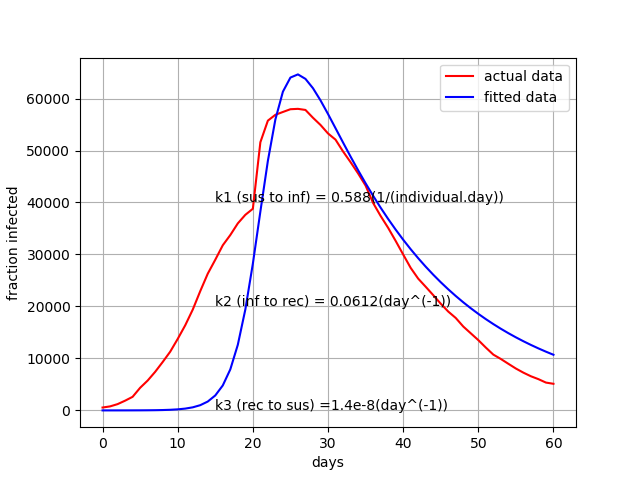 actual data
fitted data
fraction infected
60000
50000
40000
30000
20000
10000
0
k1 (sus to inf) = 0.588(1/(individual.day))
k2 (inf to rec) = 0.0612(day^(-1))
k3 (rec to sus) =1.4e-8(day^(-1))
0 10 20 30 40 50 60
days